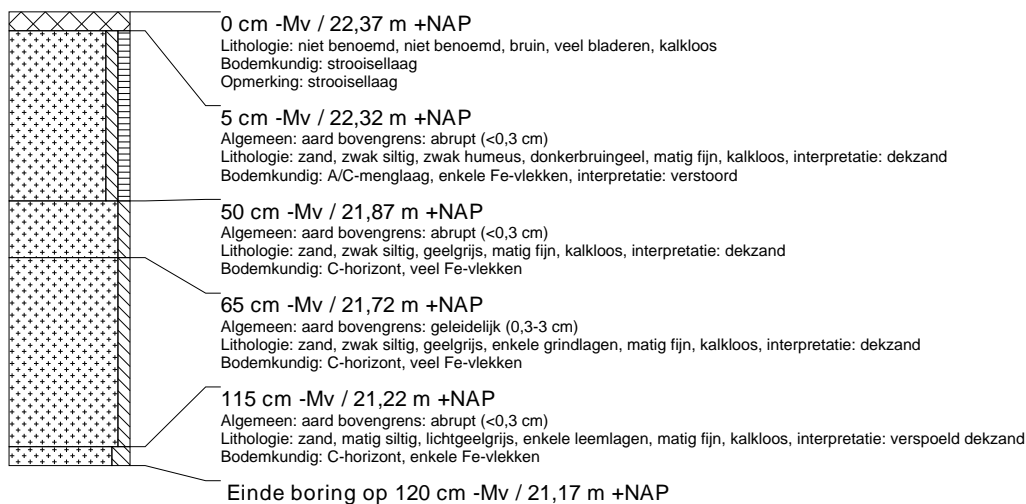 0 cm -Mv / 22,37 m +NAP
Lithologie: niet benoemd, niet benoemd, bruin, veel bladeren, kalkloos
Bodemkundig: strooisellaag
Opmerking: strooisellaag
5 cm -Mv / 22,32 m +NAP
Algemeen: aard bovengrens: abrupt (<0,3 cm)
Lithologie: zand, zwak siltig, zwak humeus, donkerbruingeel, matig fijn, kalkloos, interpretatie: dekzand
Bodemkundig: A/C-menglaag, enkele Fe-vlekken, interpretatie: verstoord
50 cm -Mv / 21,87 m +NAP
Algemeen: aard bovengrens: abrupt (<0,3 cm)
Lithologie: zand, zwak siltig, geelgrijs, matig fijn, kalkloos, interpretatie: dekzand
Bodemkundig: C-horizont, veel Fe-vlekken
65 cm -Mv / 21,72 m +NAP
Algemeen: aard bovengrens: geleidelijk (0,3-3 cm)
Lithologie: zand, zwak siltig, geelgrijs, enkele grindlagen, matig fijn, kalkloos, interpretatie: dekzand
Bodemkundig: C-horizont, veel Fe-vlekken
115 cm -Mv / 21,22 m +NAP
Algemeen: aard bovengrens: abrupt (<0,3 cm)
Lithologie: zand, matig siltig, lichtgeelgrijs, enkele leemlagen, matig fijn, kalkloos, interpretatie: verspoeld dekzand
Bodemkundig: C-horizont, enkele Fe-vlekken
Einde boring op 120 cm -Mv / 21,17 m +NAP